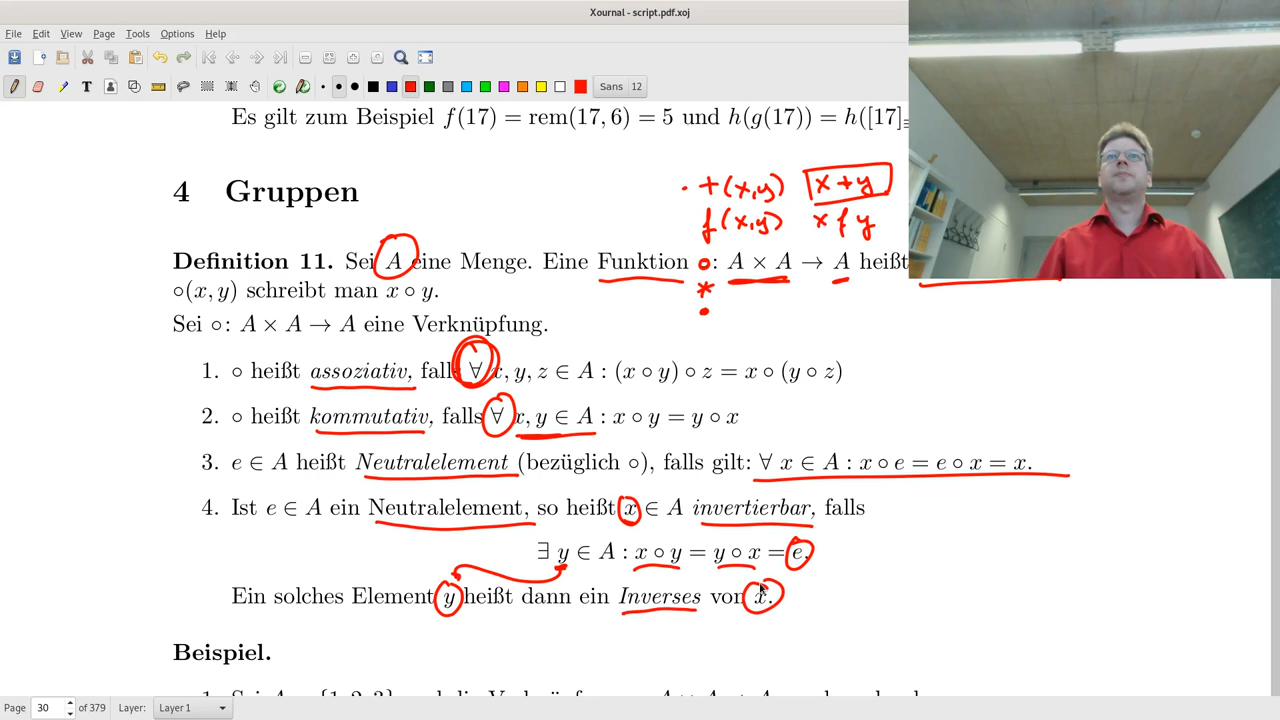 Xournal - script.pdf.xoj
File Edit View Page Tools Options Help
Sans 12
Es gilt zum Beispiel f(17) = rem(17, 6) = 5 und h(g(17)) = h([17]
4 Gruppen
+(x,y) x + y
f(x,y) x f y
Definition 11. Sei A eine Menge. Eine Funktion ∘: A × A → A heißt
*
•
∘(x, y) schreibt man x ∘ y.
Sei ∘: A × A → A eine Verknüpfung.
1. ∘ heißt assoziativ, falls ∀ x, y, z ∈ A : (x ∘ y) ∘ z = x ∘ (y ∘ z)
2. ∘ heißt kommutativ, falls ∀ x, y ∈ A : x ∘ y = y ∘ x
3. e ∈ A heißt Neutralelement (bezüglich ∘), falls gilt: ∀ x ∈ A : x ∘ e = e ∘ x = x.
4. Ist e ∈ A ein Neutralelement, so heißt x ∈ A invertierbar, falls
∃ y ∈ A : x ∘ y = y ∘ x = e.
Ein solches Element y heißt dann ein Inverses von x.
Beispiel.
Page 30 of 379 Layer: Layer 1